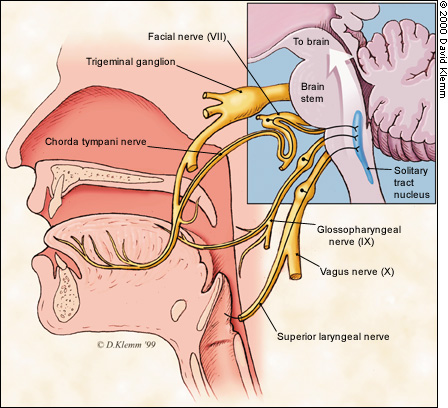 Facial nerve (VII)
To brain
Trigeminal ganglion
Brain
stem
Chorda tympani nerve
Solitary
tract
nucleus
Glossopharyngeal
nerve (IX)
Vagus nerve (X)
Superior laryngeal nerve
© D.Klemm '99
© 2000 David Klemm